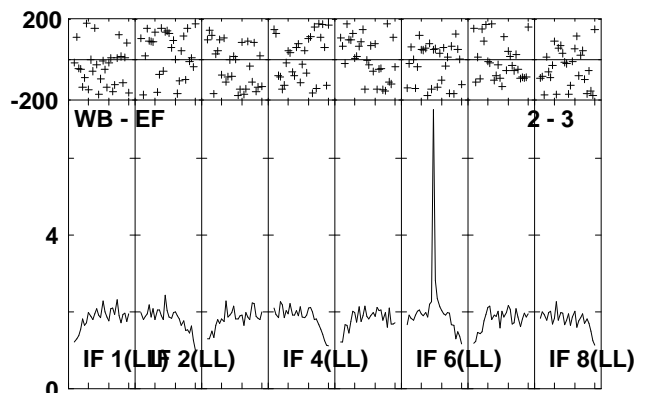 200
-200
WB - EF 2 - 3
4
IF 1(LL) IF 2(LL) IF 4(LL) IF 6(LL) IF 8(LL)
0